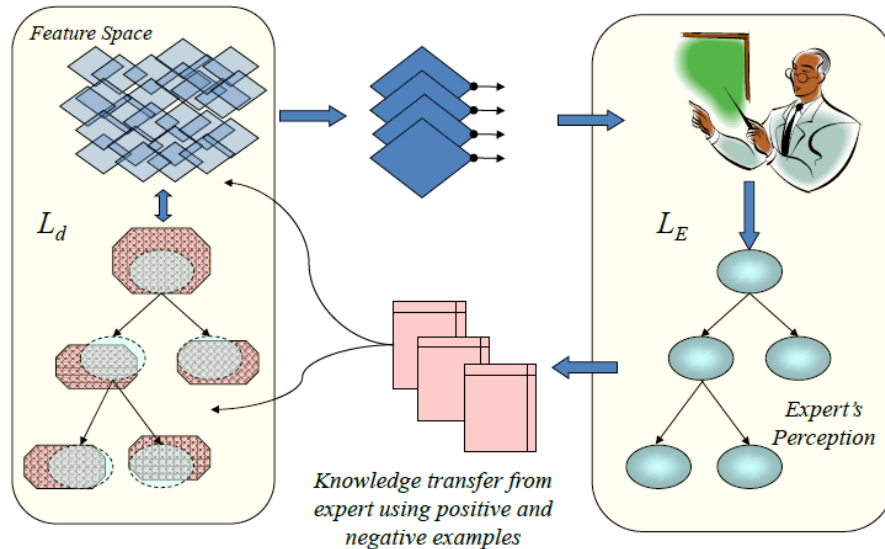 Feature Space
L_d
L_E
Expert's
Perception
Knowledge transfer from
expert using positive and
negative examples